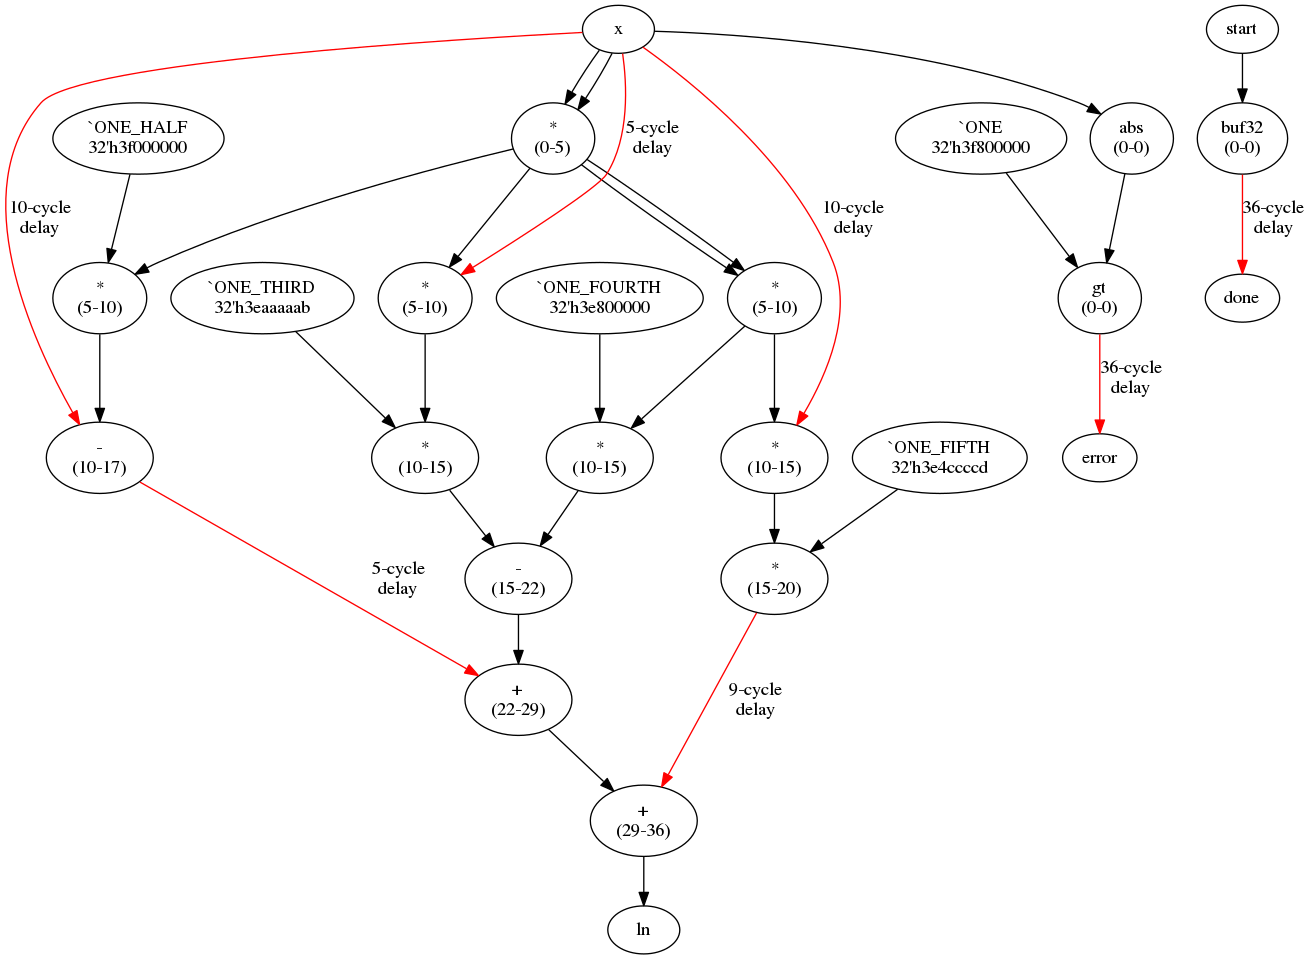 x
start
`ONE_HALF
32'h3f000000
*
(0-5)
5-cycle
delay
`ONE
32'h3f800000
abs
(0-0)
buf32
(0-0)
10-cycle
delay
10-cycle
delay
36-cycle
delay
*
(5-10)
`ONE_THIRD
32'h3eaaaaab
*
(5-10)
`ONE_FOURTH
32'h3e800000
*
(5-10)
gt
(0-0)
done
36-cycle
delay
-
(10-17)
*
(10-15)
*
(10-15)
*
(10-15)
`ONE_FIFTH
32'h3e4ccccd
error
5-cycle
delay
-
(15-22)
*
(15-20)
+
(22-29)
9-cycle
delay
+
(29-36)
ln